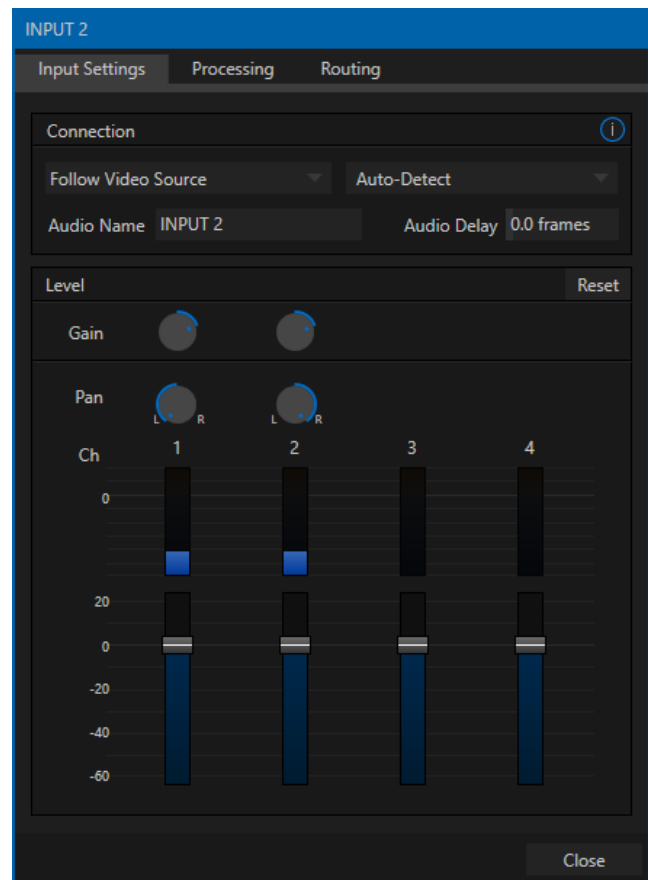 INPUT 2
Input Settings Processing Routing
Connection
Follow Video Source Auto-Detect
Audio Name INPUT 2 Audio Delay 0.0 frames
Level Reset
Gain
Pan
L R L R
Ch 1 2 3 4
0
20
0
-20
-40
-60
Close